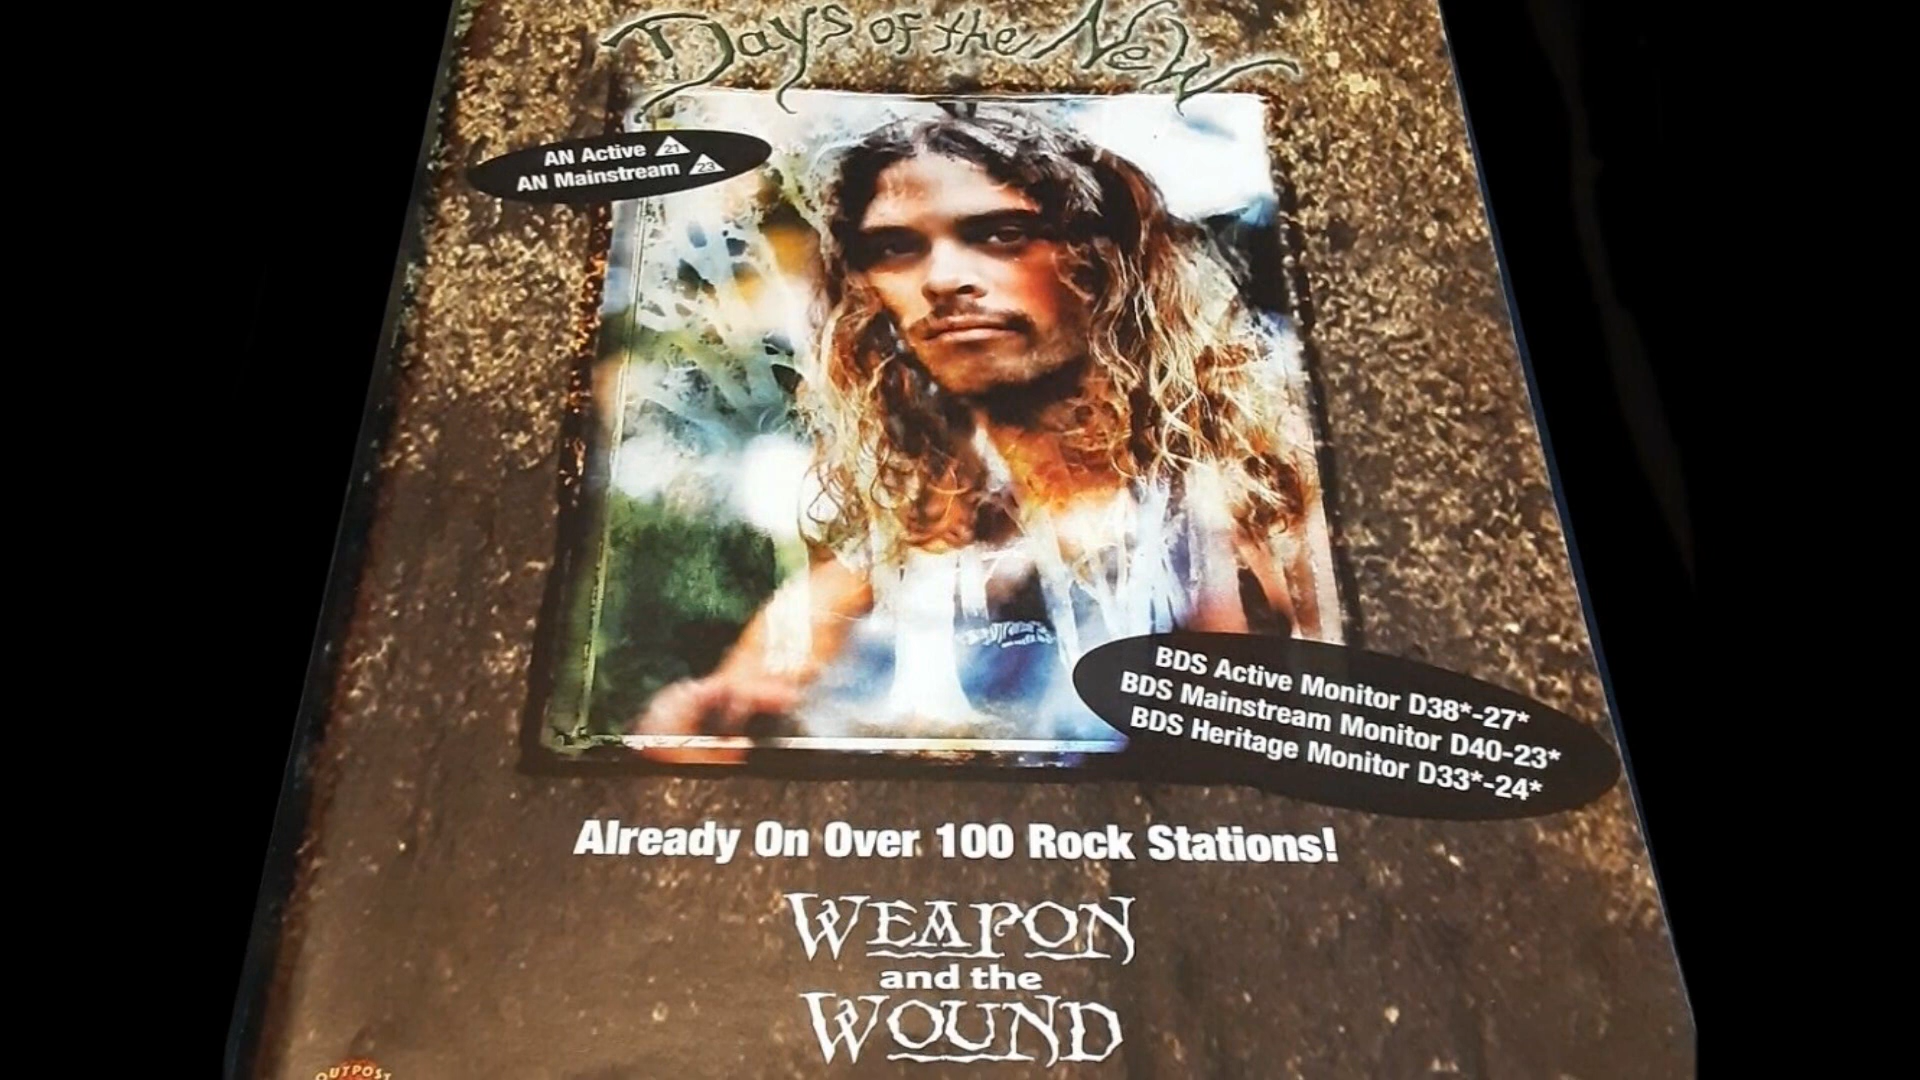 Days of the New
AN Active 21
AN Mainstream 23
BDS Active Monitor D38*-27*
BDS Mainstream Monitor D40-23*
BDS Heritage Monitor D33*-24*
Already On Over 100 Rock Stations!
WEAPON
and the
WOUND
OUTPOST